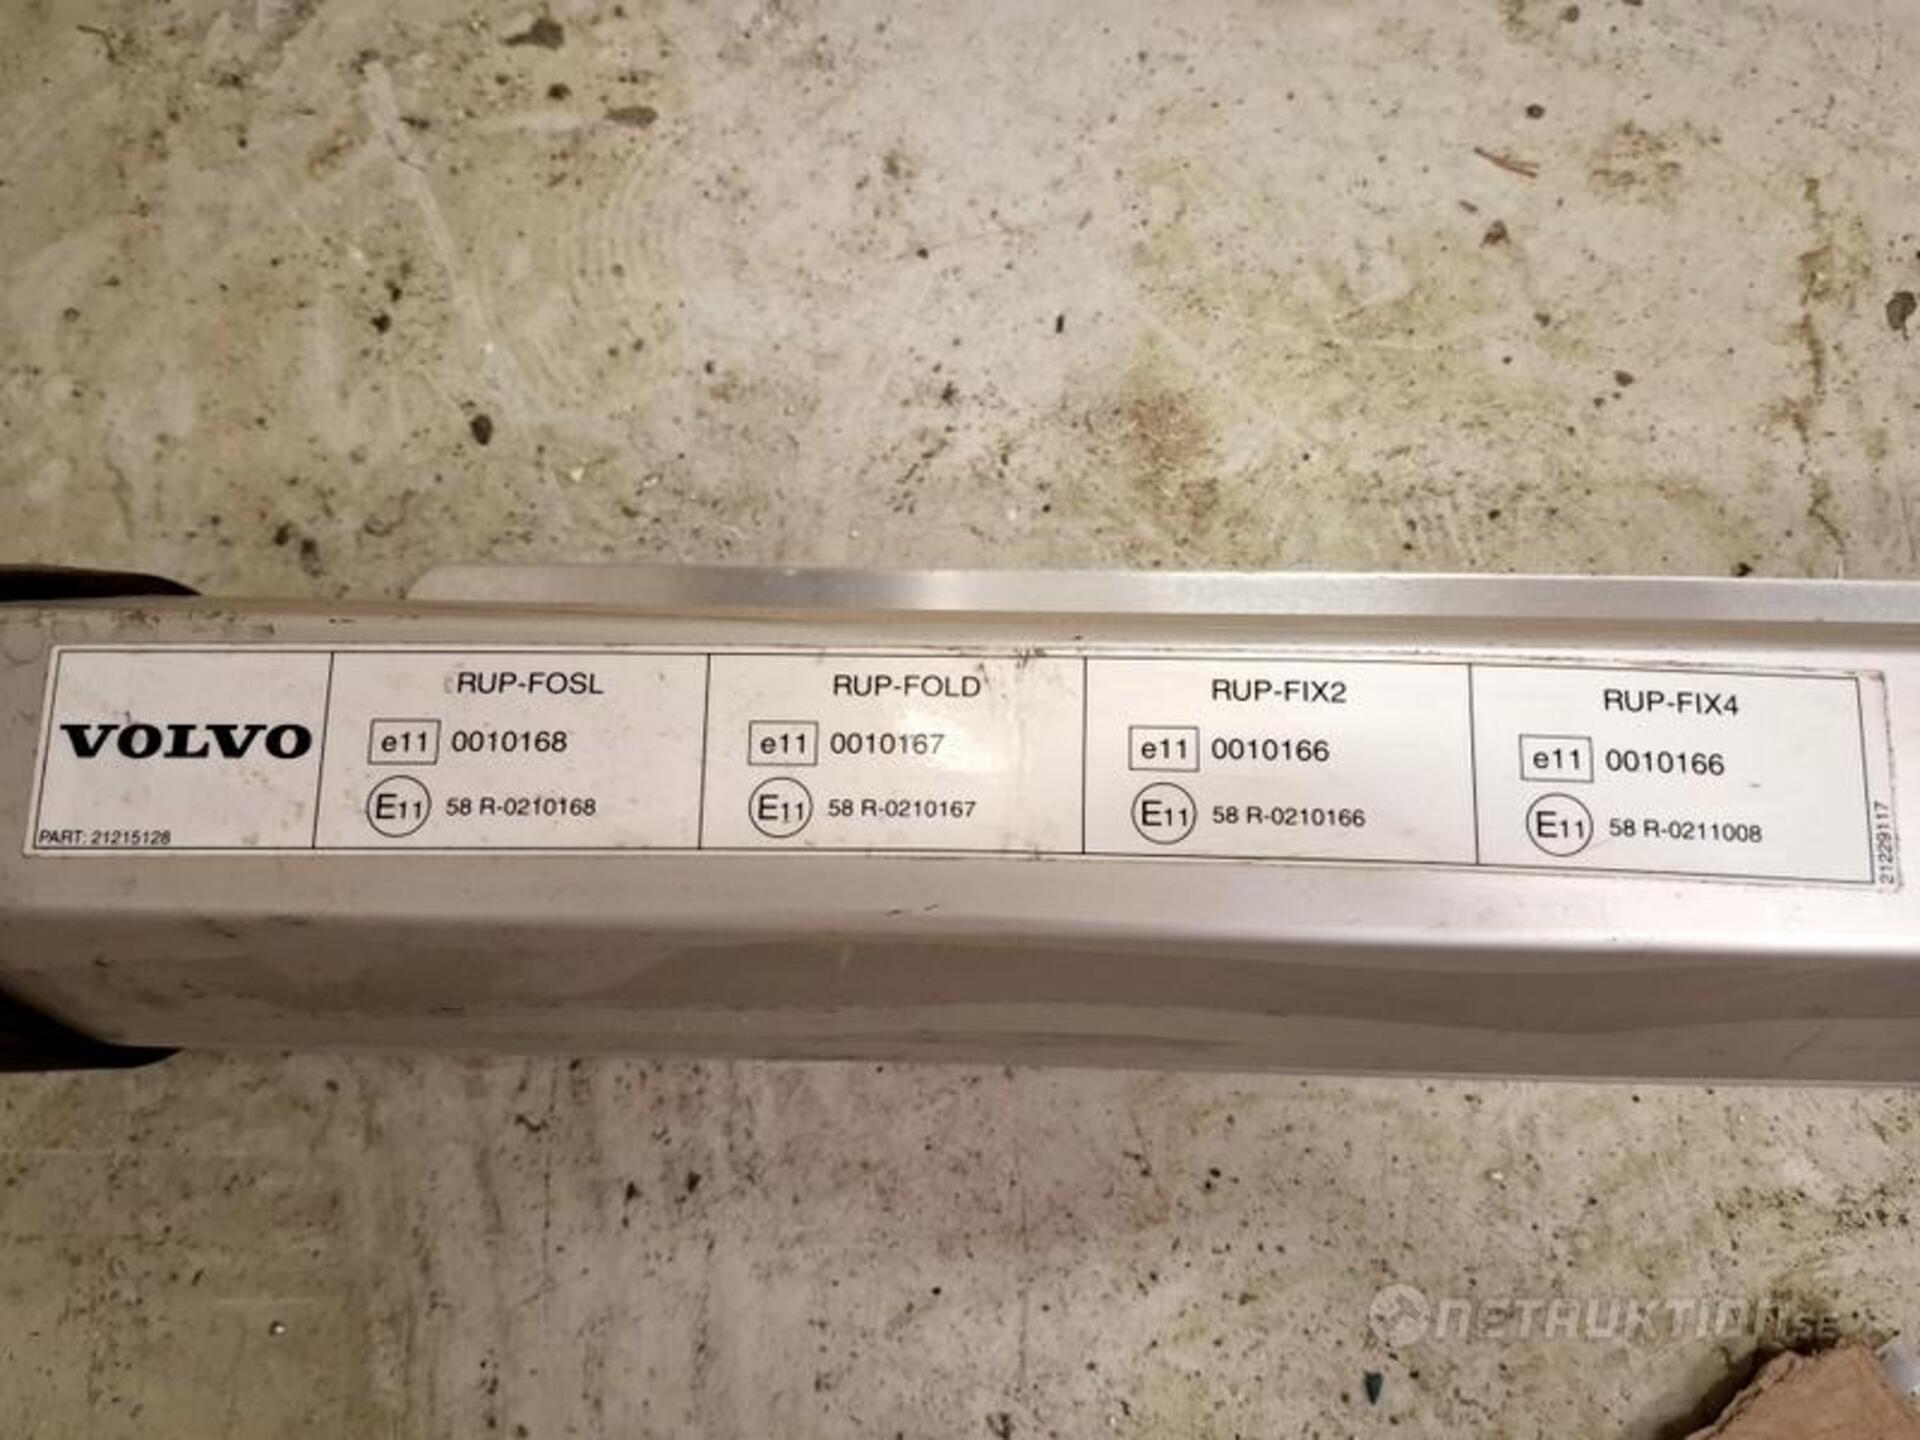 VOLVO
PART: 21215128
RUP-FOSL
e11 0010168
E11 58 R-0210168
RUP-FOLD
e11 0010167
E11 58 R-0210167
RUP-FIX2
e11 0010166
E11 58 R-0210166
RUP-FIX4
e11 0010166
E11 58 R-0211008
21229117
NETAUKTION.SE